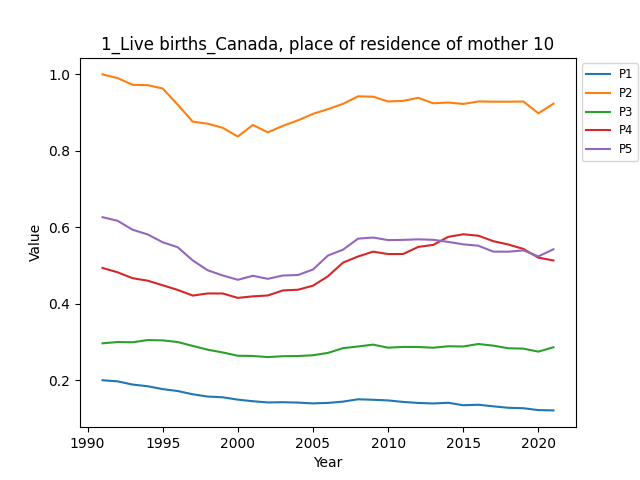 1_Live births_Canada, place of residence of mother 10
1.0
0.8
0.6
0.4
0.2
Value
1990
1995
2000
2005
2010
2015
2020
Year
P1
P2
P3
P4
P5